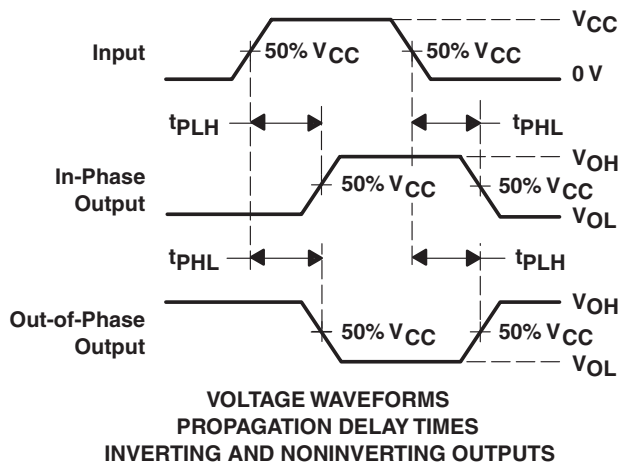 VCC
Input
50% VCC
50% VCC
0 V
tPLH
tPHL
In-Phase
Output
VOH
50% VCC
50% VCC
VOL
tPHL
tPLH
Out-of-Phase
Output
VOH
50% VCC
50% VCC
VOL
VOLTAGE WAVEFORMS
PROPAGATION DELAY TIMES
INVERTING AND NONINVERTING OUTPUTS